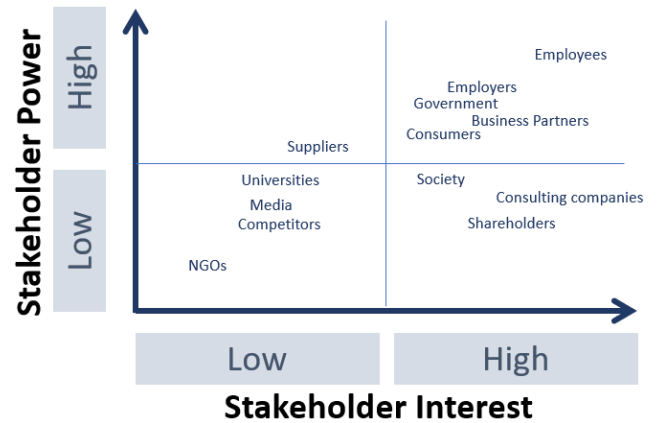 Stakeholder Power
High
Low
Employees
Employers
Government
Business Partners
Consumers
Suppliers
Universities
Society
Consulting companies
Media
Competitors
Shareholders
NGOs
Low
High
Stakeholder Interest